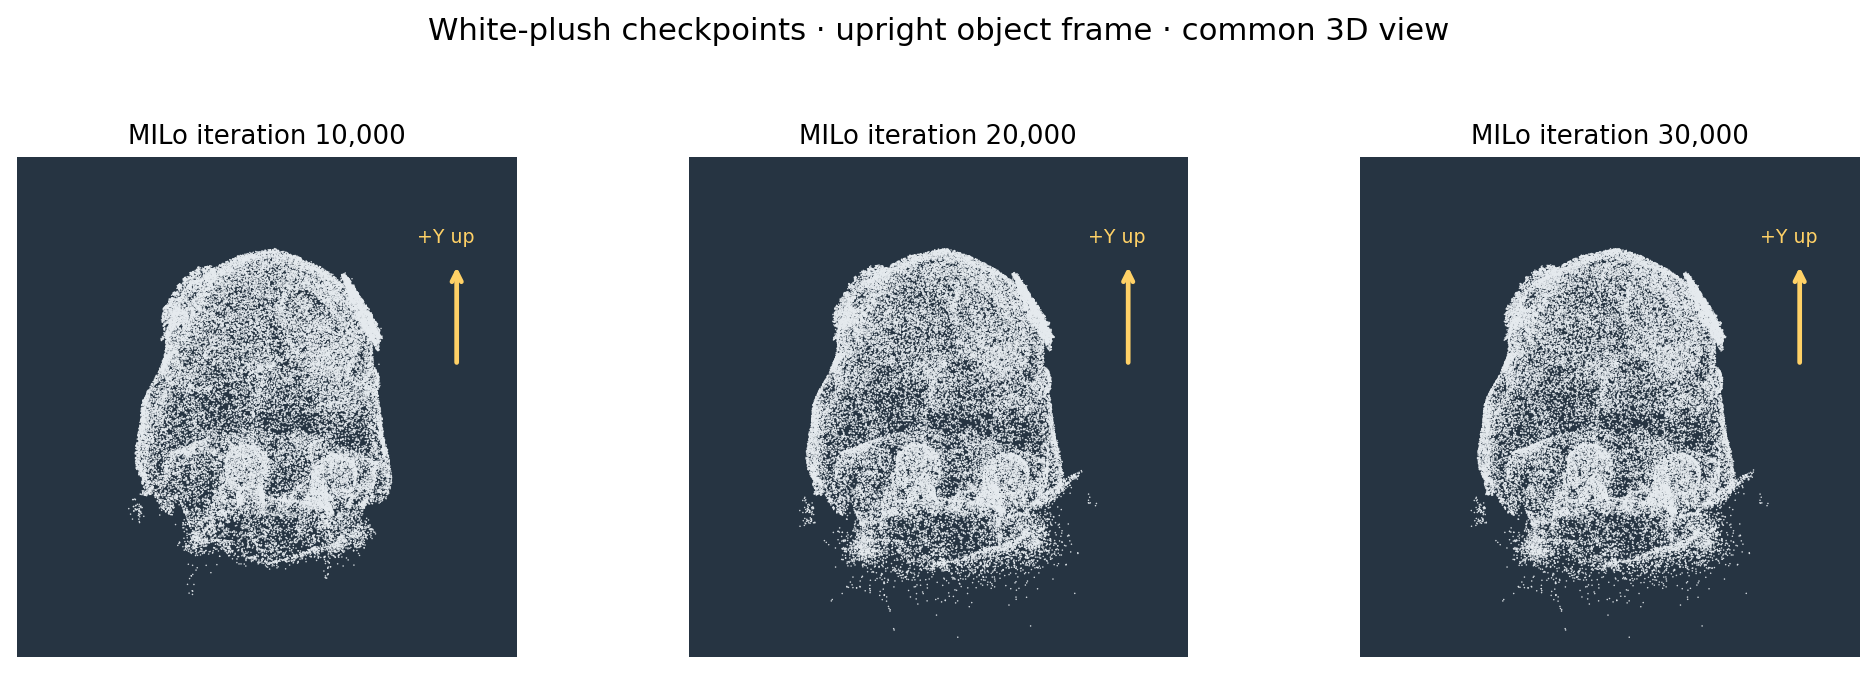 White-plush checkpoints · upright object frame · common 3D view
MILo iteration 10,000
MILo iteration 20,000
MILo iteration 30,000
+Y up
+Y up
+Y up